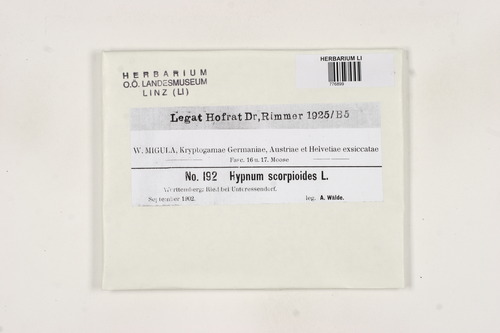 HERBARIUM
O.Ö. LANDESMUSEUM
LINZ (LI)
HERBARIUM LI
Legat Hofrat Dr,Rimmer 1925/B5
W. MIGULA, Kryptogamae Germaniae, Austriae et Helvetiae exsiccatae
Fasc. 16 u. 17. Moose
No. 192 Hypnum scorpioides L.
Württemberg: Ried bei Unteressendorf.
September 1902. leg. A. Wälde.